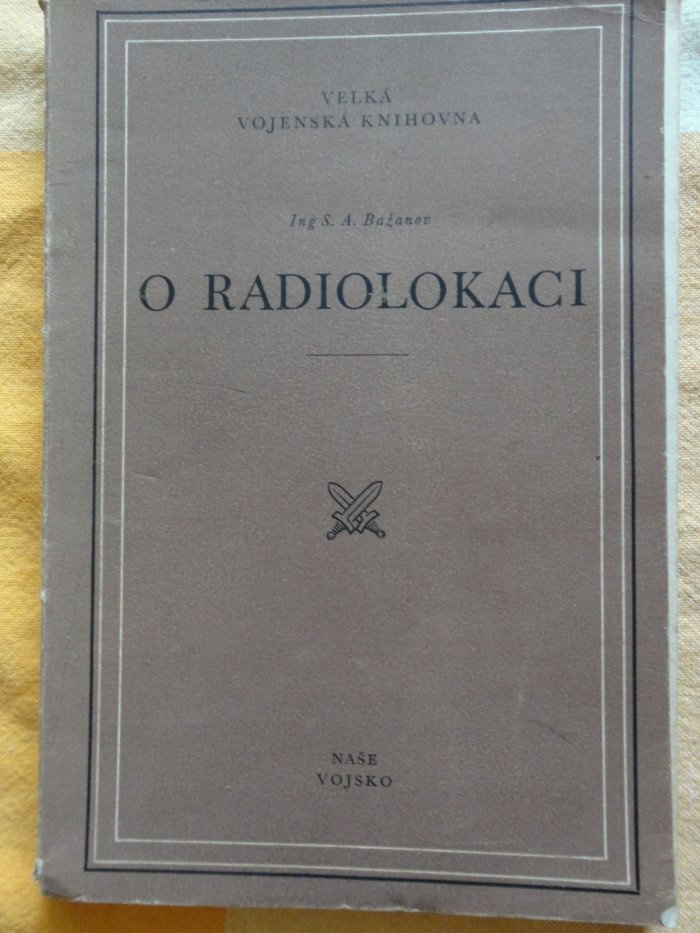 VELKÁ
VOJENSKÁ KNIHOVNA
Ing S. A. Bažanov
O RADIOLOKACI
NAŠE
VOJSKO